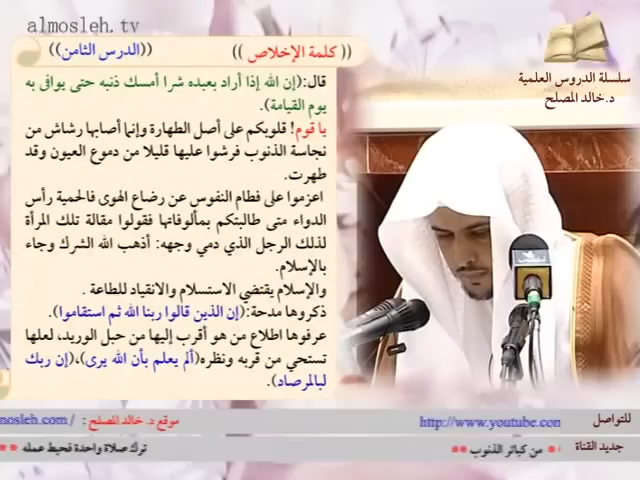 almosleh.tv
((كلمة الإخلاص))
((الدرس الثامن))
سلسلة الدروس العلمية
د.خالد المصلح
قال:(إن الله إذا أراد بعبده شرا أمسك ذنبه حتى يوافى به
يوم القيامة).
يا قوم! قلوبكم على أصل الطهارة وإنما أصابها رشاش من
نجاسة الذنوب فرشوا عليها قليلا من دموع العيون وقد
طهرت.
اعزموا على فطام النفوس عن رضاع الهوى فالحمية رأس
الدواء متى طالبتكم بمألوفاتها فقولوا مقالة تلك المرأة
لذلك الرجل الذي دمي وجهه: أذهب الله الشرك وجاء
بالإسلام.
والإسلام يقتضي الاستسلام والانقياد للطاعة .
ذكروها مدحة:(إن الذين قالوا ربنا الله ثم استقاموا).
عرفوها اطلاع من هو أقرب إليها من حبل الوريد، لعلها
تستحي من قربه ونظره(ألم يعلم بأن الله يرى)،(إن ربك
لبالمرصاد).
للتواصل http://www.youtube.con موقع د. خالد المصلح : nosleh.com/
جديد القناة من كبائر الذنوب ترك صلاة واحدة فحبط عمله